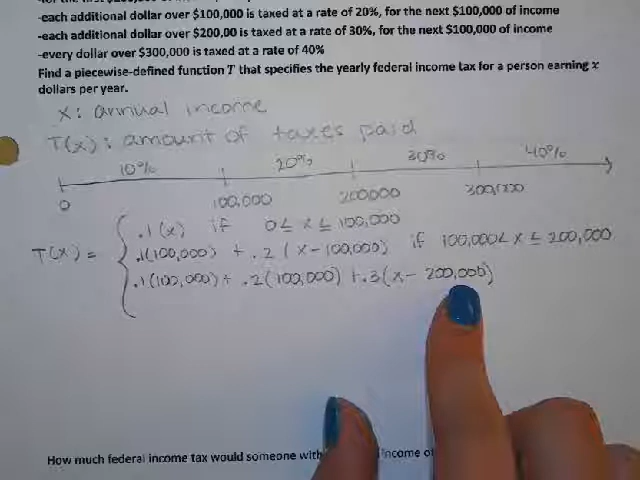 -each additional dollar over $100,000 is taxed at a rate of 20%, for the next $100,000 of income
-each additional dollar over $200,00 is taxed at a rate of 30%, for the next $100,000 of income
-every dollar over $300,000 is taxed at a rate of 40%
Find a piecewise-defined function T that specifies the yearly federal income tax for a person earning x
dollars per year.
x: annual income
T(x): amount of taxes paid
10% 20% 30% 40%
0 100,000 200000 300,000
.1(x) if 0< x ≤ 100,000
T(x) = .1(100,000) + .2 (x-100,000) if 100,000< x ≤ 200,000
.1(100,000) + .2(100,000) +.3(x- 200,000)
How much federal income tax would someone with income of